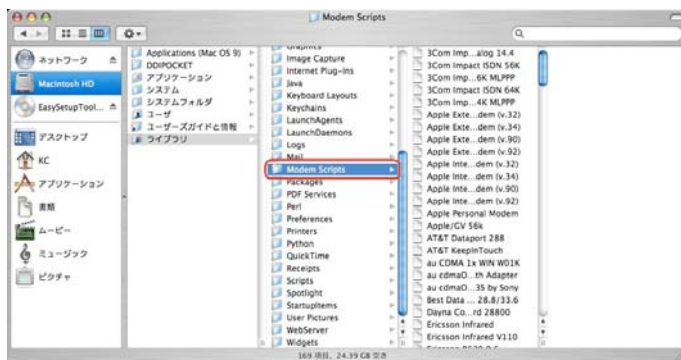 Modem Scripts
ネットワーク
Macintosh HD
EasySetupTool...
デスクトップ
KC
アプリケーション
書類
ムービー
ミュージック
ピクチャ
Applications (Mac OS 9)
DDIPOCKET
アプリケーション
システム
システムフォルダ
ユーザ
ユーザーズガイドと情報
ライブラリ
Graphics
Image Capture
Internet Plug-Ins
Java
Keyboard Layouts
Keychains
LaunchAgents
LaunchDaemons
Logs
Mail
Modem Scripts
Packages
PDF Services
Perl
Preferences
Printers
Python
QuickTime
Receipts
Scripts
Spotlight
StartupItems
User Pictures
WebServer
Widgets
3Com Imp...alog 14.4
3Com Impact ISDN 56K
3Com Imp...6K MLPPP
3Com Impact ISDN 64K
3Com Imp...4K MLPPP
Apple Exte...dem (v.32)
Apple Exte...dem (v.34)
Apple Exte...dem (v.90)
Apple Exte...dem (v.92)
Apple Inte...dem (v.32)
Apple Inte...dem (v.34)
Apple Inte...dem (v.90)
Apple Inte...dem (v.92)
Apple Personal Modem
Apple/GV 56k
AT&T Dataport 288
AT&T KeepInTouch
au CDMA 1x WIN W01K
au cdmaO...th Adapter
au cdmaO...35 by Sony
Best Data ... 28.8/33.6
Dayna Co...rd 28800
Ericsson Infrared
Ericsson Infrared V110
169 項目、24.39 GB 空き